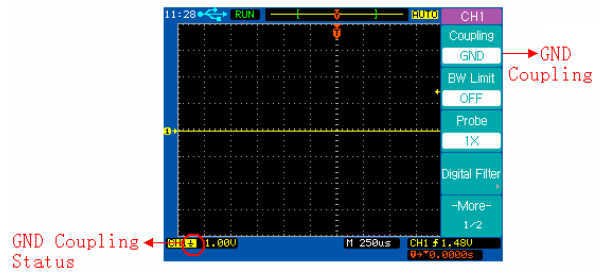 11:28 RUN AUTO CH1
T
T
Coupling
GND
GND
Coupling
BW Limit
OFF
Probe
1X
1
Digital Filter
-More-
1/2
GND Coupling
Status
CH1 1.00V M 250us CH1 1.48V
0.0000s